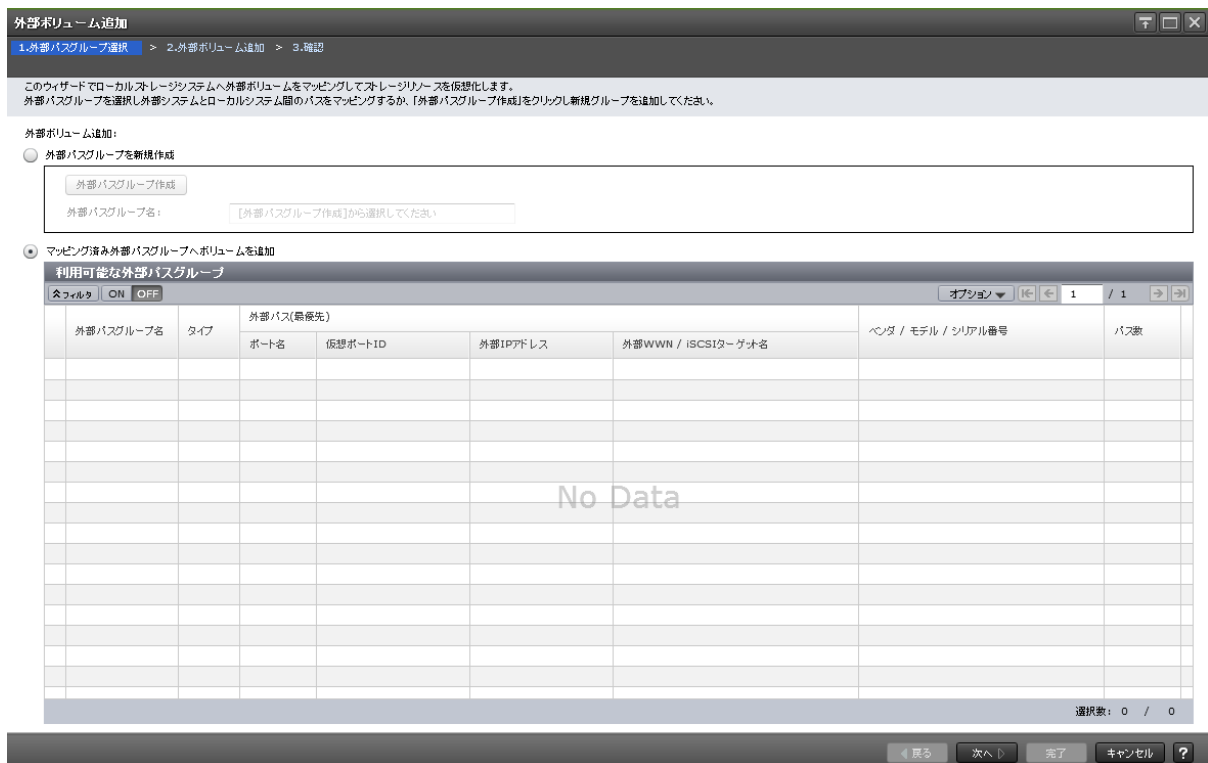 外部ボリューム追加
1.外部パスグループ選択 > 2.外部ボリューム追加 > 3.確認
このウィザードでローカルストレージシステムへ外部ボリュームをマッピングしてストレージリソースを仮想化します。
外部パスグループを選択し外部システムとローカルシステム間のパスをマッピングするか、「外部パスグループ作成」をクリックし新規グループを追加してください。
外部ボリューム追加:
外部パスグループを新規作成
外部パスグループ作成
外部パスグループ名: [外部パスグループ作成]から選択してください
マッピング済み外部パスグループへボリュームを追加
利用可能な外部パスグループ
フィルタ ON OFF オプション 1 / 1
外部パスグループ名 タイプ 外部パス(最優先) ベンダ / モデル / シリアル番号 パス数
ポート名 仮想ポートID 外部IPアドレス 外部WWN / iSCSIターゲット名
No Data
選択数: 0 / 0
戻る 次へ 完了 キャンセル ?